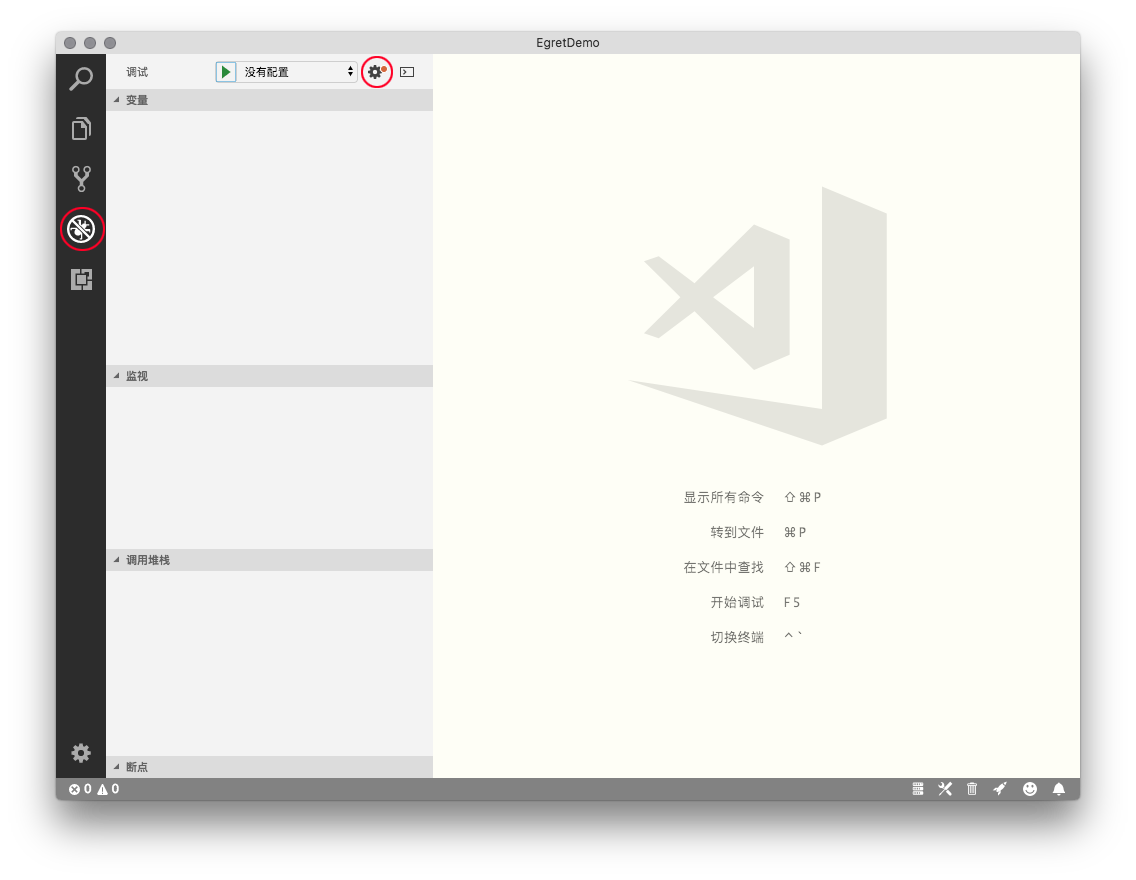 EgretDemo
调试 没有配置
变量
监视
调用堆栈
断点
显示所有命令 ⇧⌘P
转到文件 ⌘P
在文件中查找 ⇧⌘F
开始调试 F5
切换终端 ^`
0 0